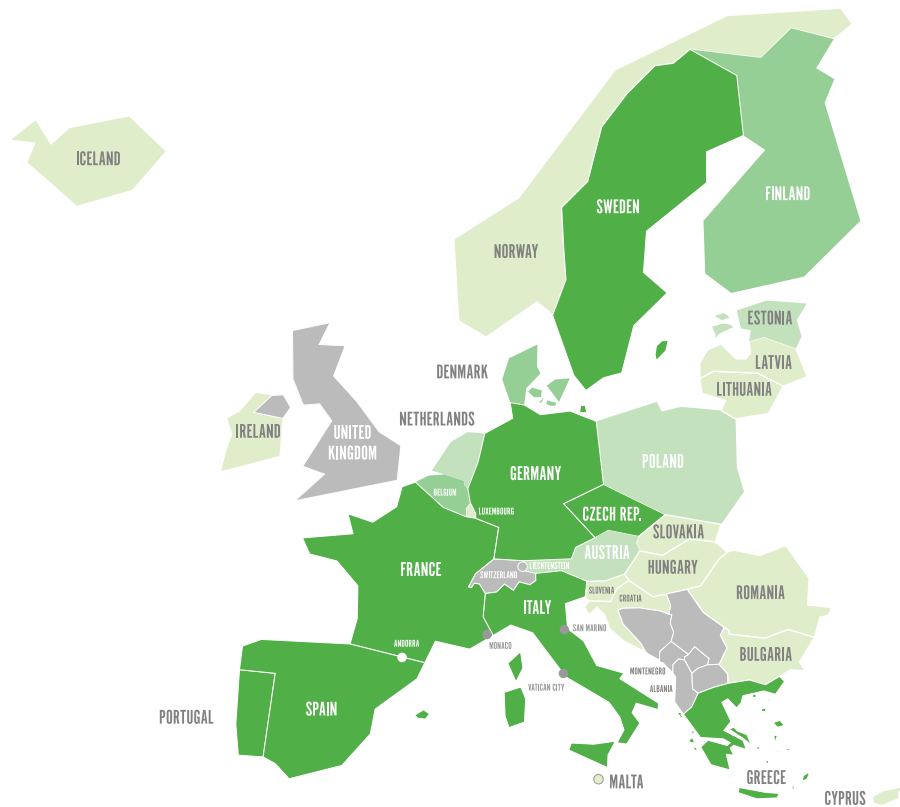 ICELAND
FINLAND
SWEDEN
NORWAY
ESTONIA
LATVIA
DENMARK
LITHUANIA
NETHERLANDS
IRELAND
UNITED
KINGDOM
POLAND
GERMANY
BELGIUM
LUXEMBOURG
CZECH REP.
SLOVAKIA
AUSTRIA
FRANCE
LIECHTENSTEIN
SWITZERLAND
HUNGARY
SLOVENIA
CROATIA
ROMANIA
ITALY
SAN MARINO
ANDORRA
MONACO
BULGARIA
MONTENEGRO
VATICAN CITY
ALBANIA
SPAIN
PORTUGAL
GREECE
MALTA
CYPRUS